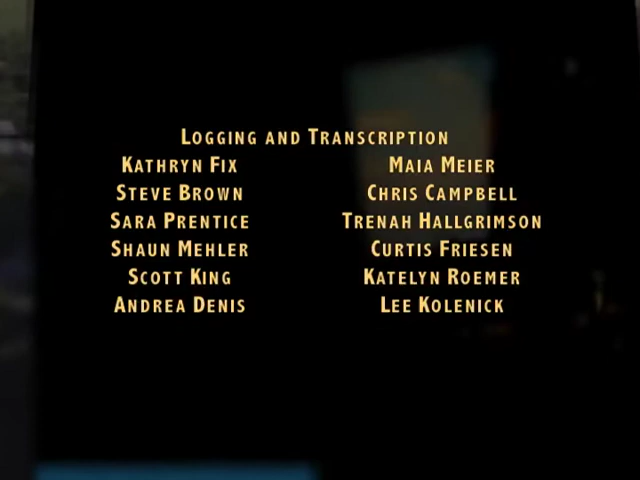 Logging and Transcription
Kathryn Fix Maia Meier
Steve Brown Chris Campbell
Sara Prentice Trenah Hallgrimson
Shaun Mehler Curtis Friesen
Scott King Katelyn Roemer
Andrea Denis Lee Kolenick